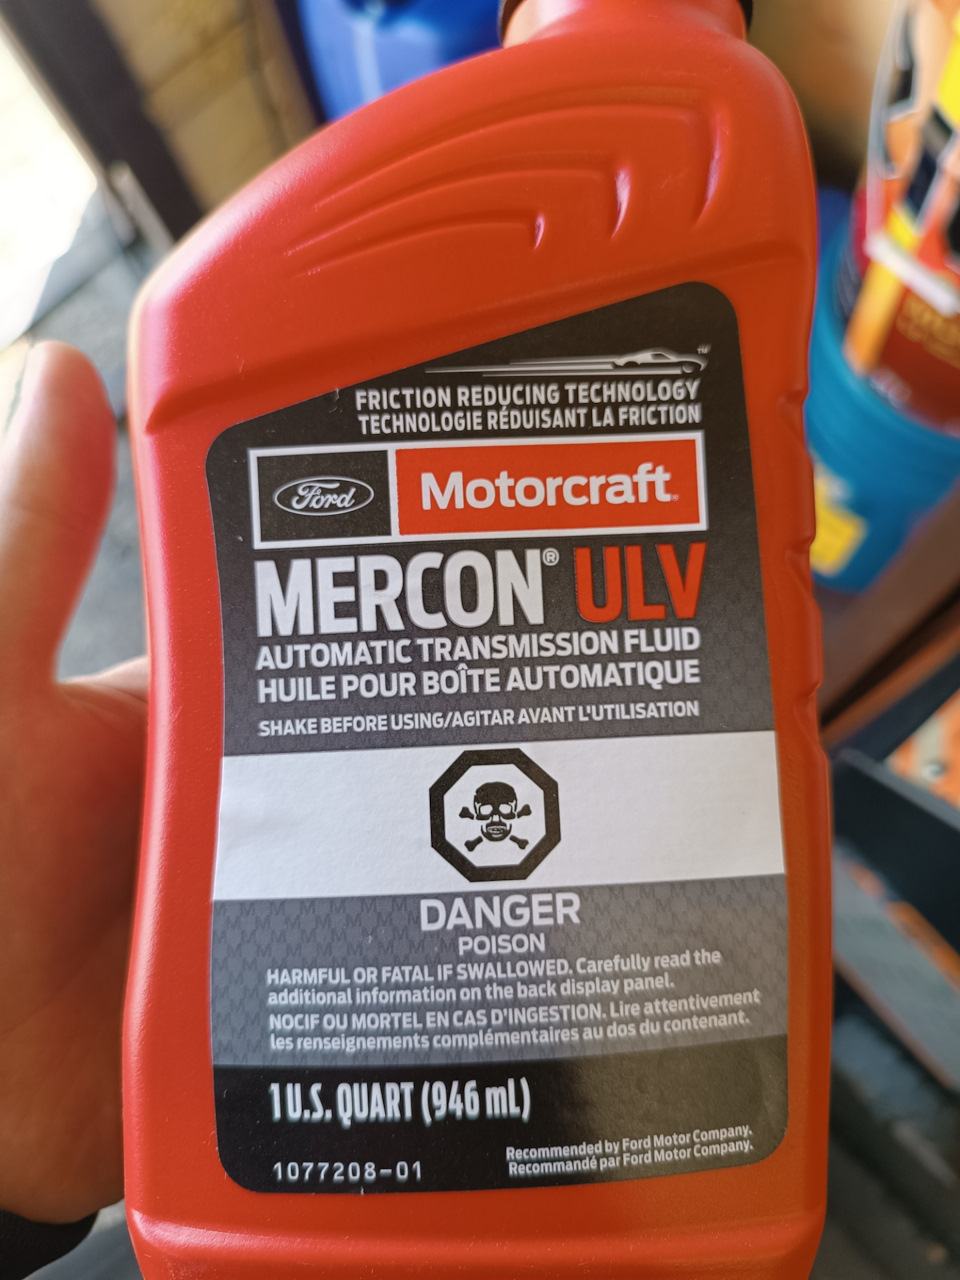 TM
FRICTION REDUCING TECHNOLOGY
TECHNOLOGIE RÉDUISANT LA FRICTION
Ford Motorcraft®
MERCON® ULV
AUTOMATIC TRANSMISSION FLUID
HUILE POUR BOÎTE AUTOMATIQUE
SHAKE BEFORE USING/AGITAR AVANT L'UTILISATION
DANGER
POISON
HARMFUL OR FATAL IF SWALLOWED. Carefully read the
additional information on the back display panel.
NOCIF OU MORTEL EN CAS D'INGESTION. Lire attentivement
les renseignements complémentaires au dos du contenant.
1 U.S. QUART (946 mL)
Recommended by Ford Motor Company.
Recommandé par Ford Motor Company.
1077208-01